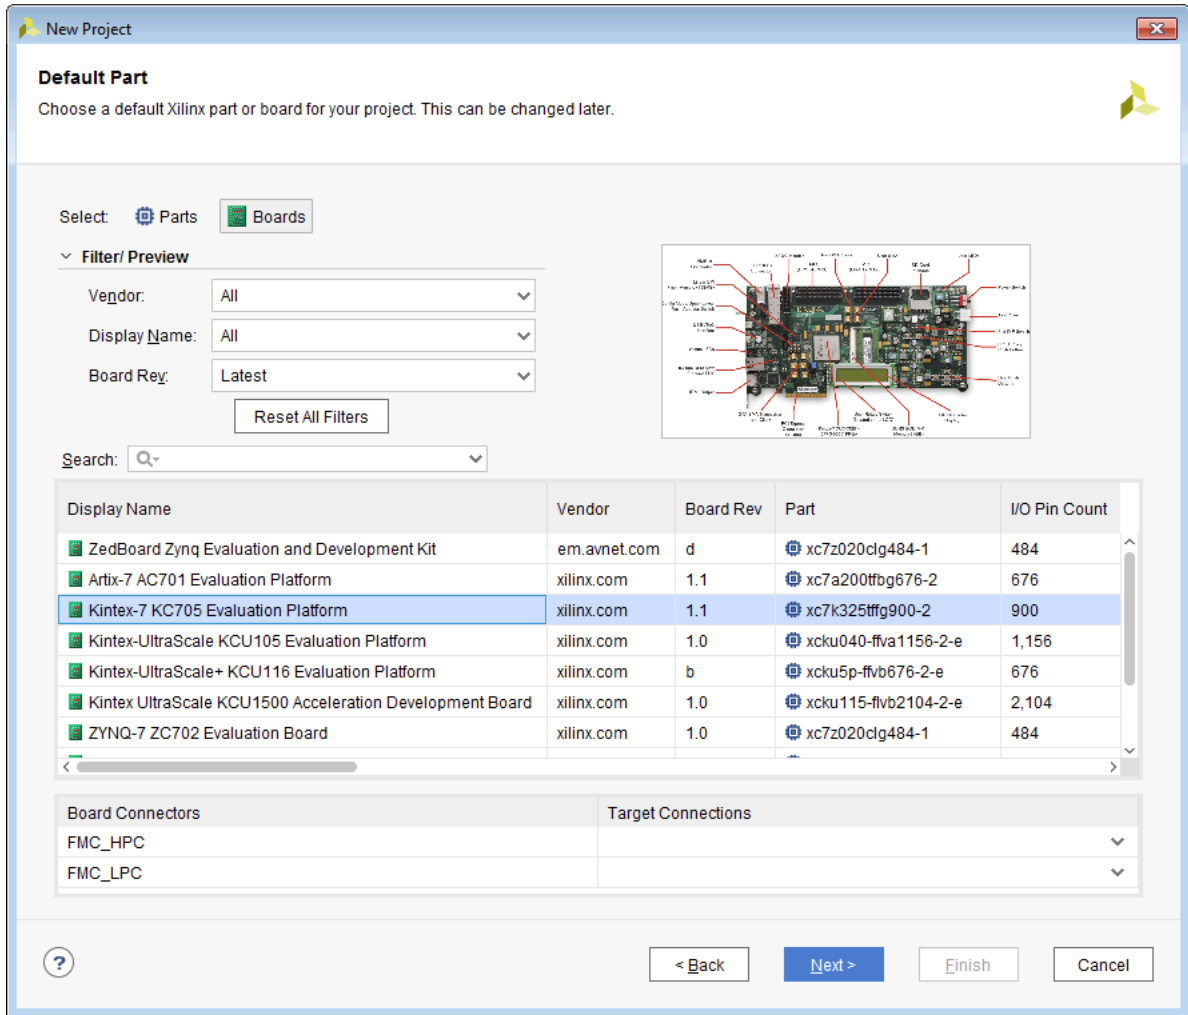 New Project
Default Part
Choose a default Xilinx part or board for your project. This can be changed later.
Select: Parts Boards
Filter/ Preview
Vendor: All
Display Name: All
Board Rev: Latest
Reset All Filters
Search:
Display Name Vendor Board Rev Part I/O Pin Count
ZedBoard Zynq Evaluation and Development Kit em.avnet.com d xc7z020clg484-1 484
Artix-7 AC701 Evaluation Platform xilinx.com 1.1 xc7a200tfbg676-2 676
Kintex-7 KC705 Evaluation Platform xilinx.com 1.1 xc7k325tffg900-2 900
Kintex-UltraScale KCU105 Evaluation Platform xilinx.com 1.0 xcku040-ffva1156-2-e 1,156
Kintex-UltraScale+ KCU116 Evaluation Platform xilinx.com b xcku5p-ffvb676-2-e 676
Kintex UltraScale KCU1500 Acceleration Development Board xilinx.com 1.0 xcku115-flvb2104-2-e 2,104
ZYNQ-7 ZC702 Evaluation Board xilinx.com 1.0 xc7z020clg484-1 484
Board Connectors Target Connections
FMC_HPC
FMC_LPC
? < Back Next > Finish Cancel